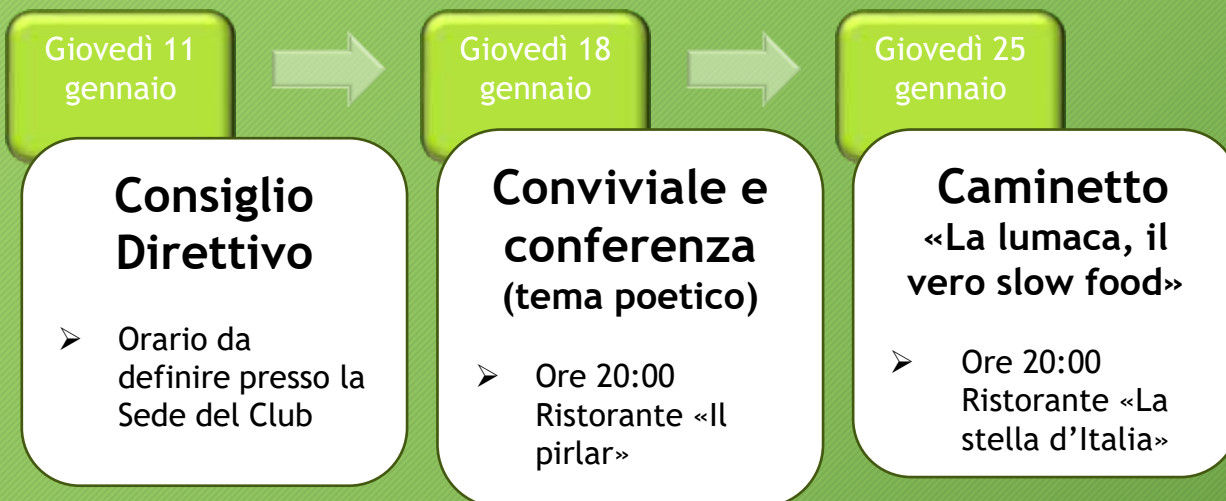 Giovedì 11
gennaio
Consiglio
Direttivo
➢ Orario da
definire presso la
Sede del Club
Giovedì 18
gennaio
Conviviale e
conferenza
(tema poetico)
➢ Ore 20:00
Ristorante «Il
pirlar»
Giovedì 25
gennaio
Caminetto
«La lumaca, il
vero slow food»
➢ Ore 20:00
Ristorante «La
stella d’Italia»